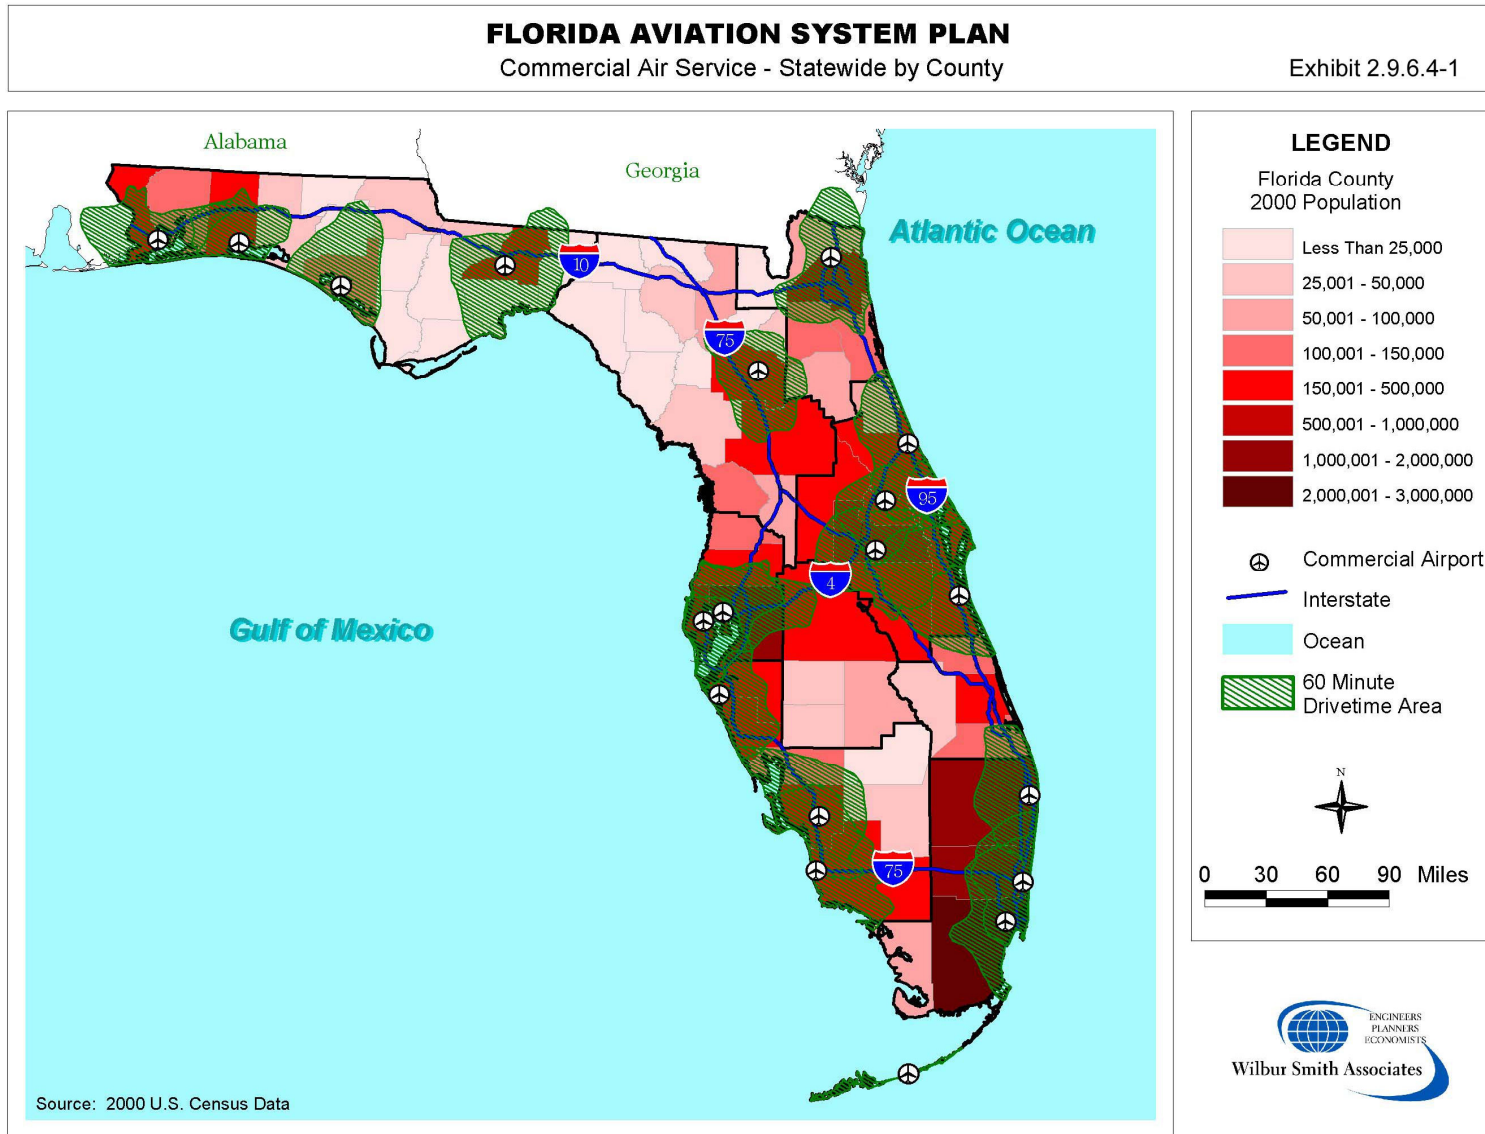 FLORIDA AVIATION SYSTEM PLAN
Commercial Air Service - Statewide by County
Exhibit 2.9.6.4-1
Alabama
Georgia
Atlantic Ocean
10
75
95
4
Gulf of Mexico
75
Source: 2000 U.S. Census Data
LEGEND
Florida County
2000 Population
Less Than 25,000
25,001 - 50,000
50,001 - 100,000
100,001 - 150,000
150,001 - 500,000
500,001 - 1,000,000
1,000,001 - 2,000,000
2,000,001 - 3,000,000
Commercial Airport
Interstate
Ocean
60 Minute
Drivetime Area
N
0 30 60 90 Miles
ENGINEERS
PLANNERS
ECONOMISTS
Wilbur Smith Associates